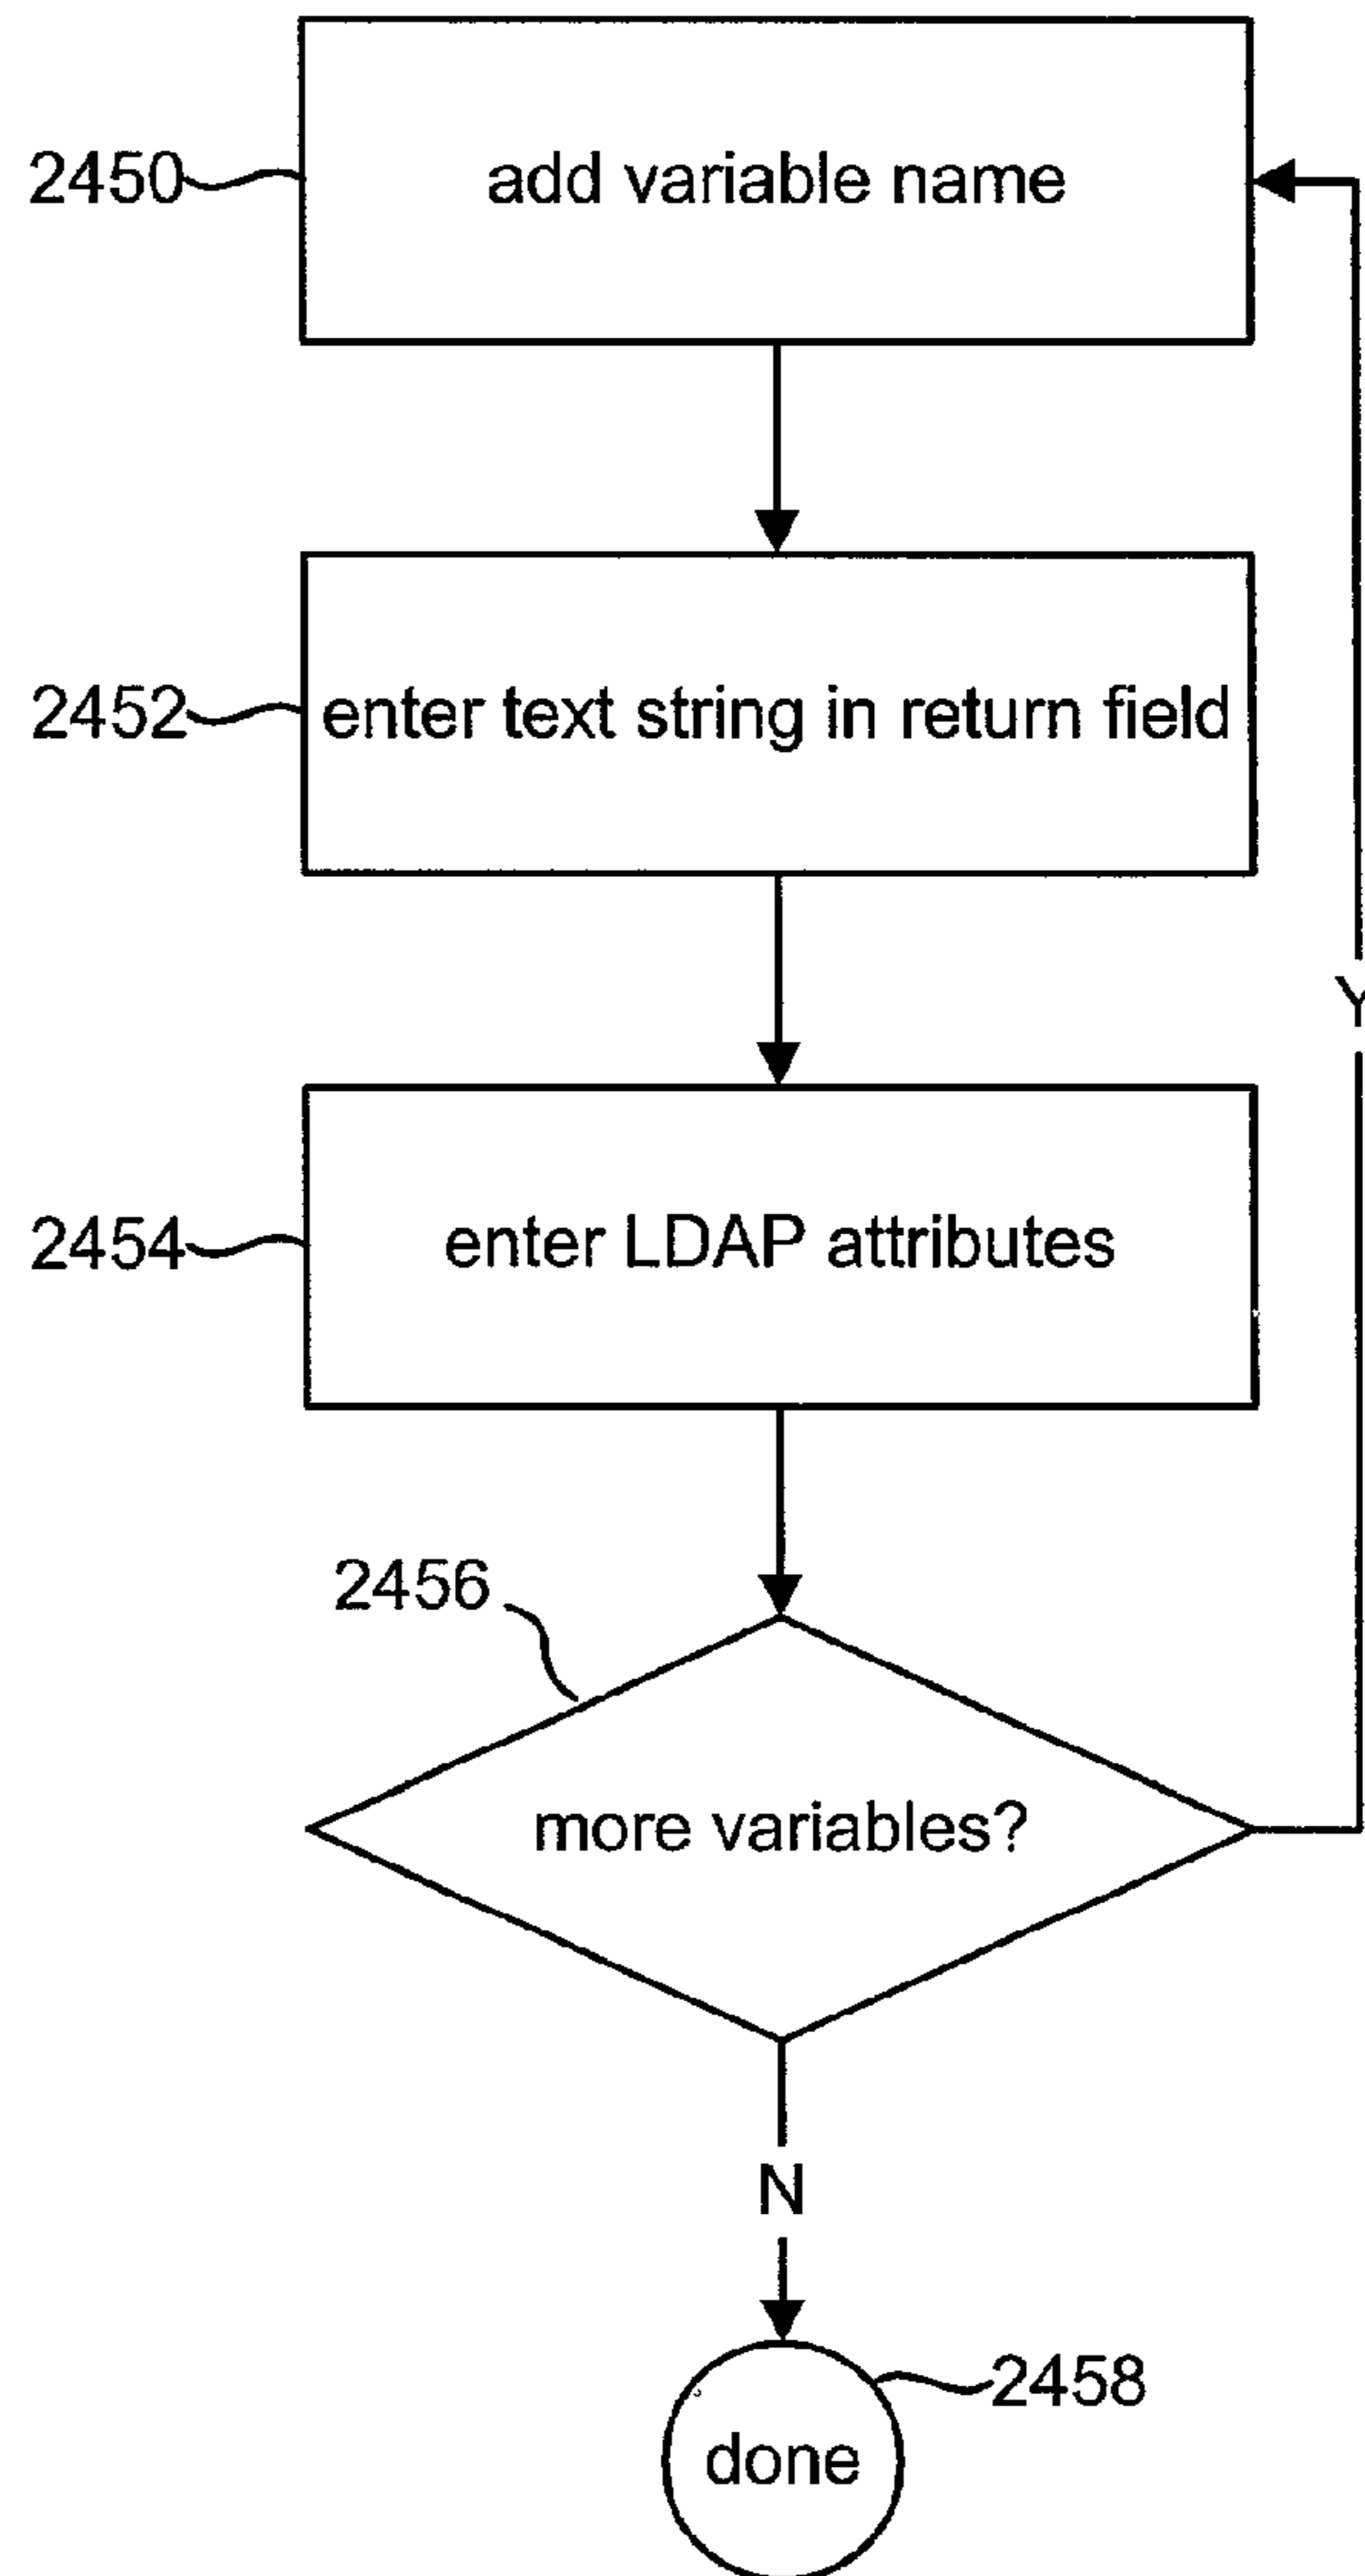 2450
add variable name
2452
enter text string in return field
Y
2454
enter LDAP attributes
2456
more variables?
N
2458
done